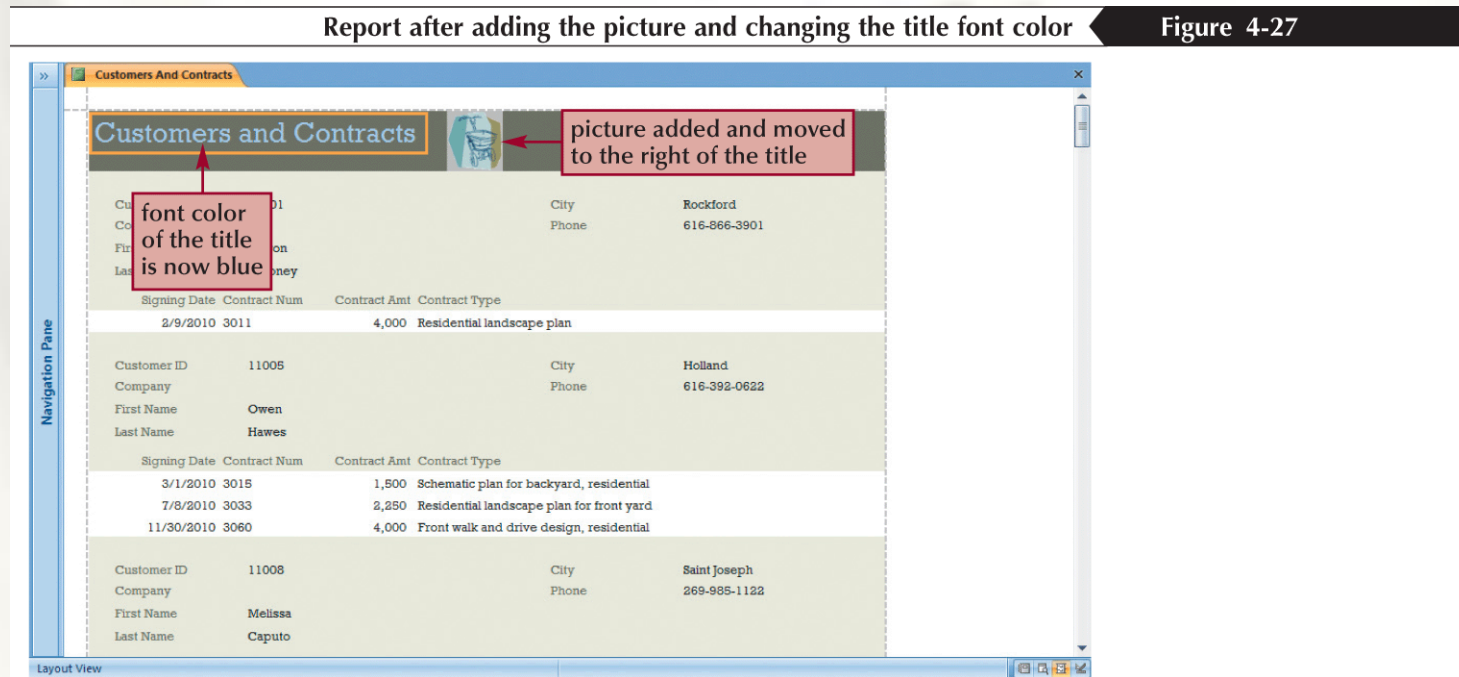 Report after adding the picture and changing the title font color Figure 4-27
Customers And Contracts
Customers and Contracts
picture added and moved
to the right of the title
font color
of the title
is now blue
City Rockford
Phone 616-866-3901
Signing Date Contract Num Contract Amt Contract Type
2/9/2010 3011 4,000 Residential landscape plan
Customer ID 11005 City Holland
Company Phone 616-392-0622
First Name Owen
Last Name Hawes
Signing Date Contract Num Contract Amt Contract Type
3/1/2010 3015 1,500 Schematic plan for backyard, residential
7/8/2010 3033 2,250 Residential landscape plan for front yard
11/30/2010 3060 4,000 Front walk and drive design, residential
Customer ID 11008 City Saint Joseph
Company Phone 269-985-1122
First Name Melissa
Last Name Caputo
Navigation Pane
Layout View